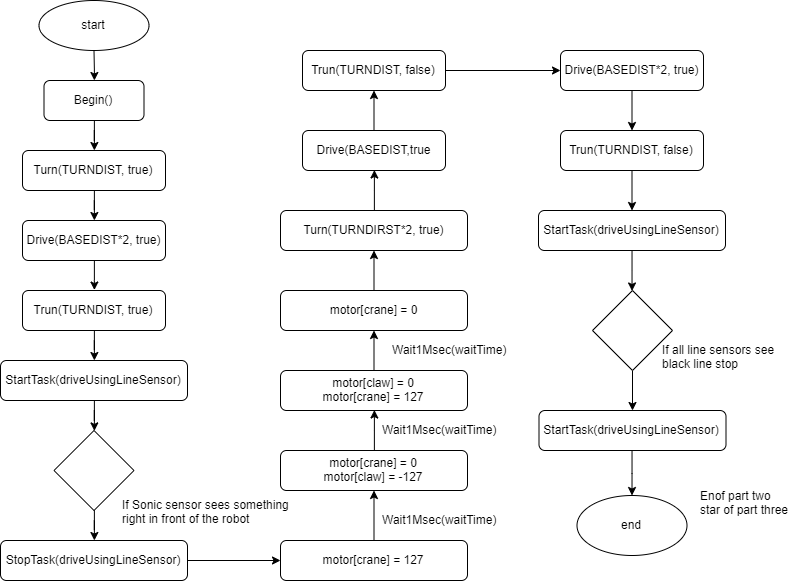 start
Begin()
Turn(TURNDIST, true)
Drive(BASEDIST*2, true)
Trun(TURNDIST, true)
StartTask(driveUsingLineSensor)
If Sonic sensor sees something
right in front of the robot
StopTask(driveUsingLineSensor)
motor[crane] = 127
Wait1Msec(waitTime)
motor[crane] = 0
motor[claw] = -127
Wait1Msec(waitTime)
motor[claw] = 0
motor[crane] = 127
Wait1Msec(waitTime)
motor[crane] = 0
Turn(TURNDIRST*2, true)
Drive(BASEDIST,true
Trun(TURNDIST, false)
Drive(BASEDIST*2, true)
Trun(TURNDIST, false)
StartTask(driveUsingLineSensor)
If all line sensors see
black line stop
StartTask(driveUsingLineSensor)
end
Enof part two
star of part three